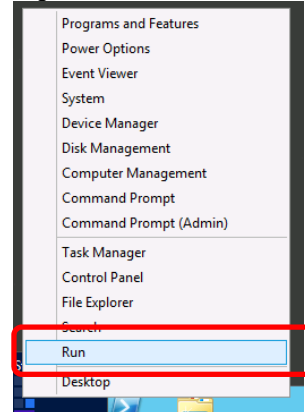 Programs and Features
Power Options
Event Viewer
System
Device Manager
Disk Management
Computer Management
Command Prompt
Command Prompt (Admin)
Task Manager
Control Panel
File Explorer
Search
Run
Desktop